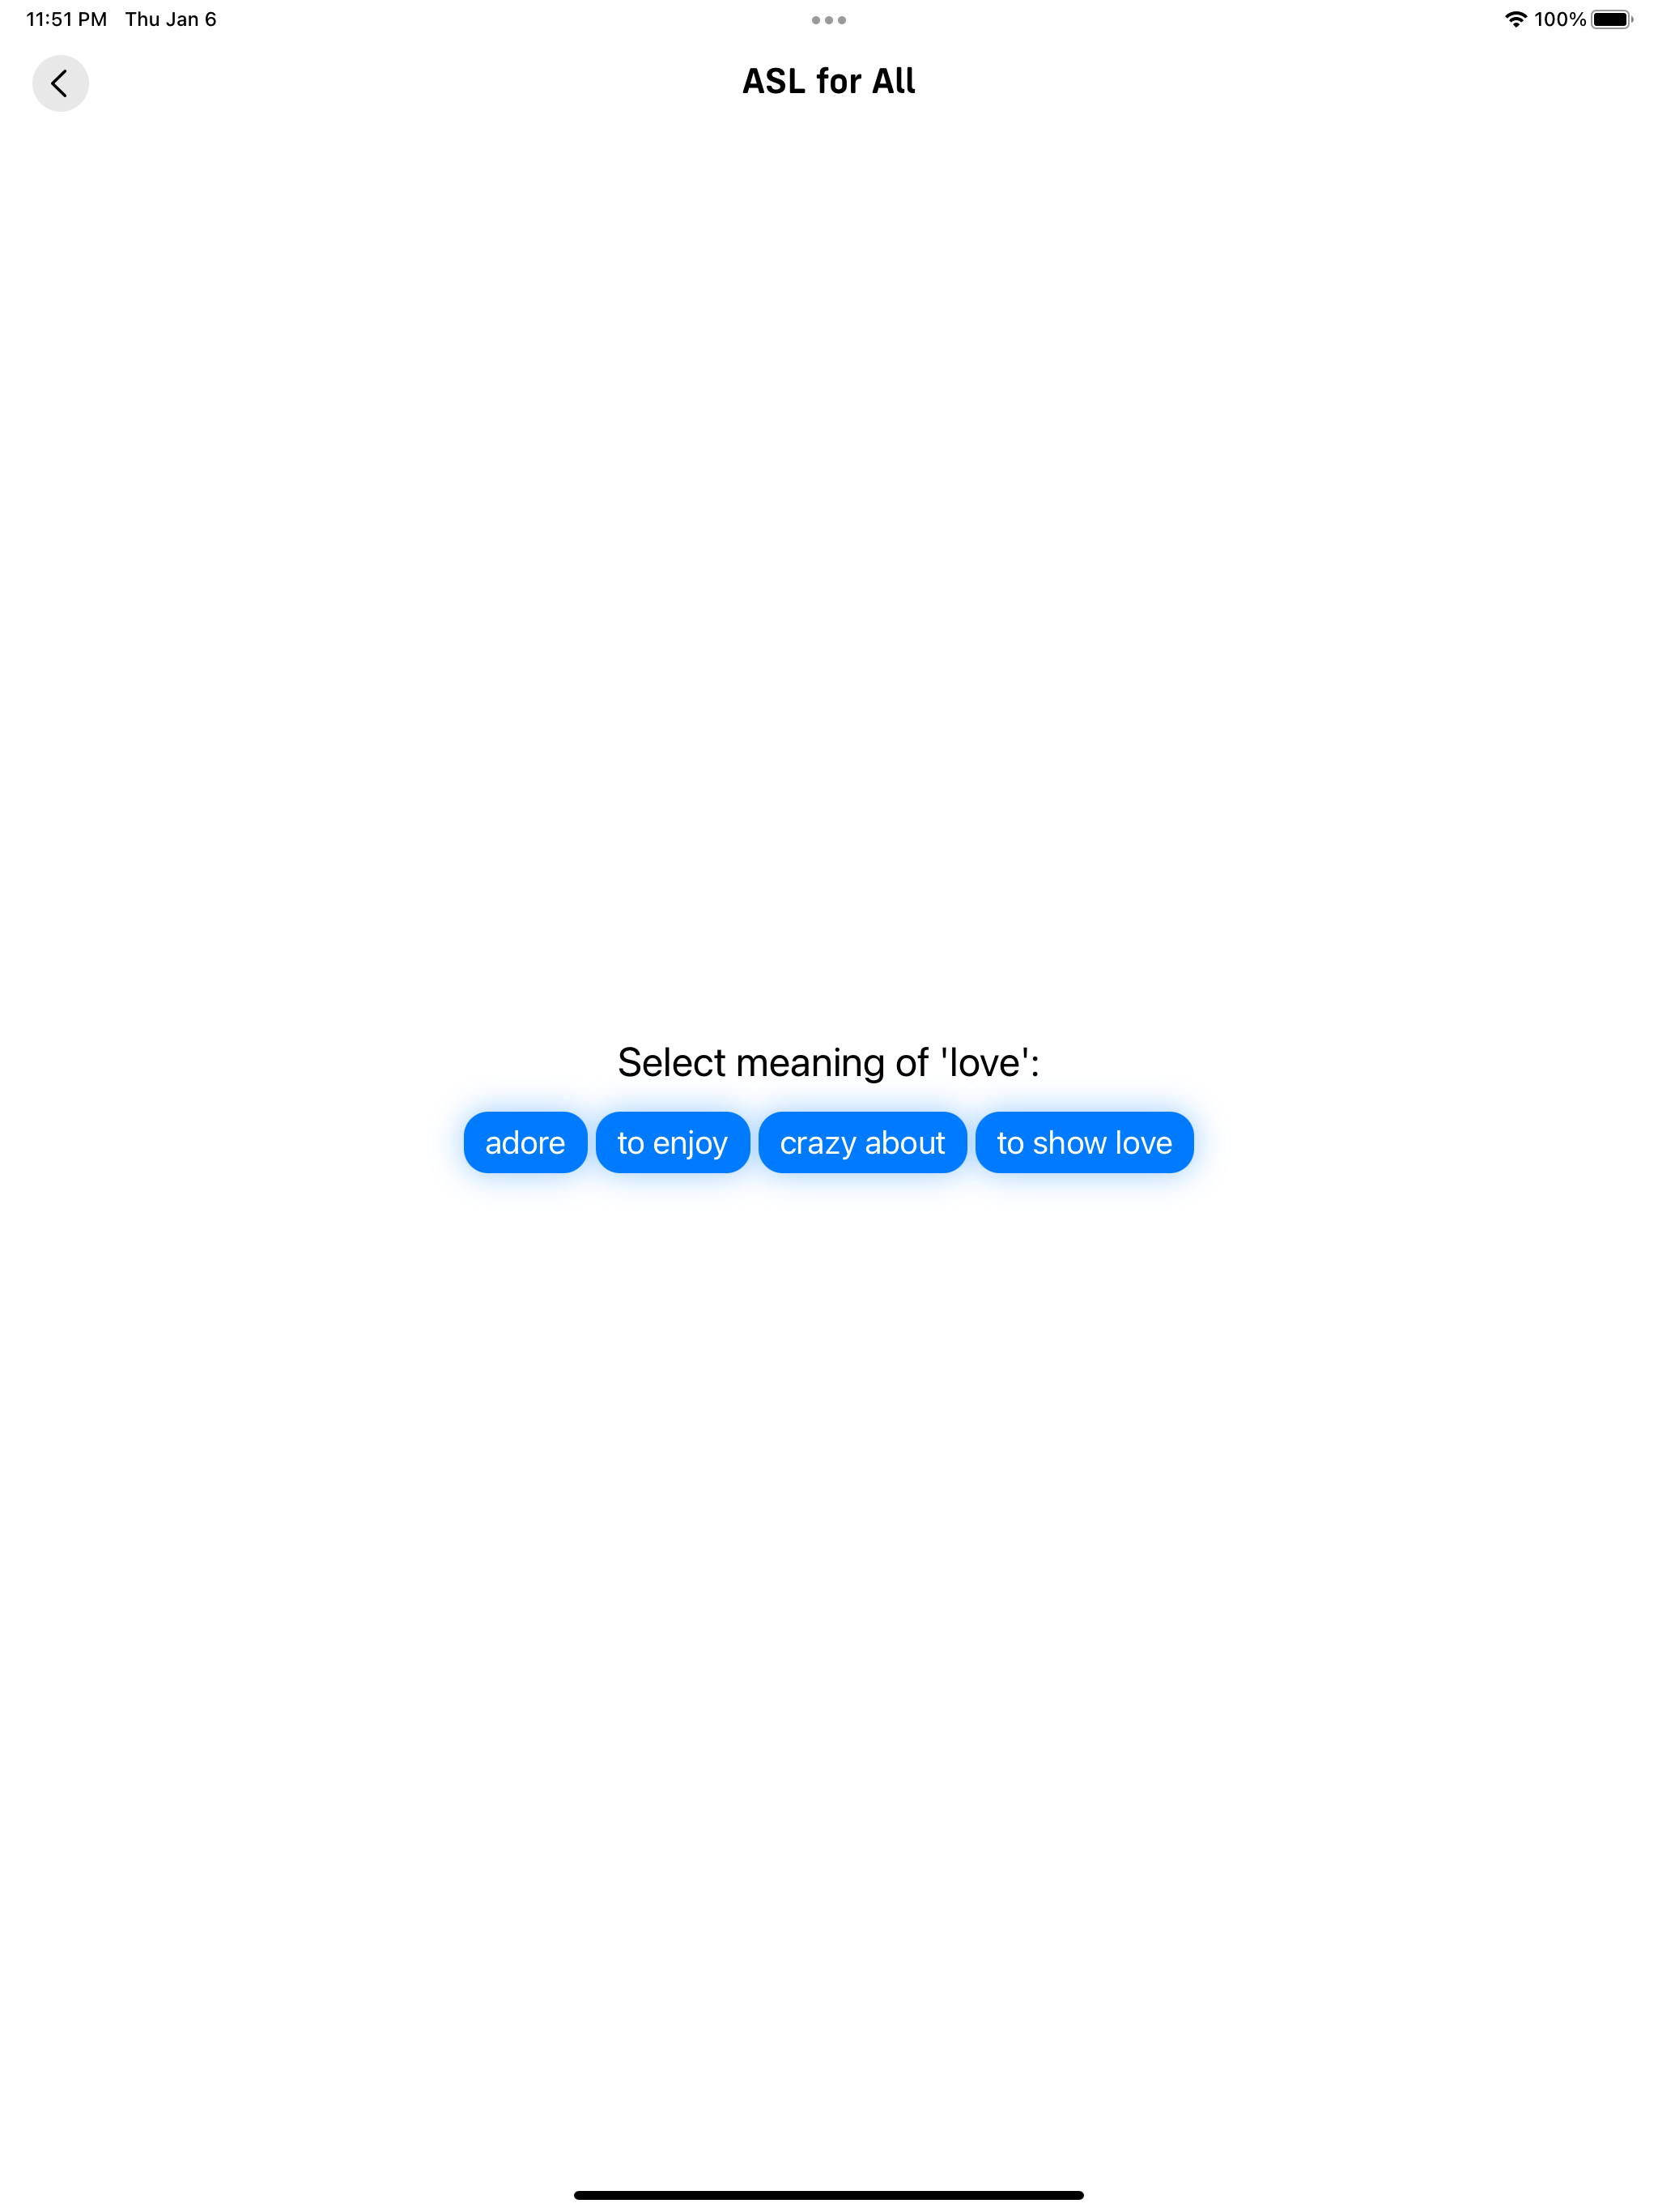 11:51 PM Thu Jan 6
100%
ASL for All
Select meaning of 'love':
adore to enjoy crazy about to show love